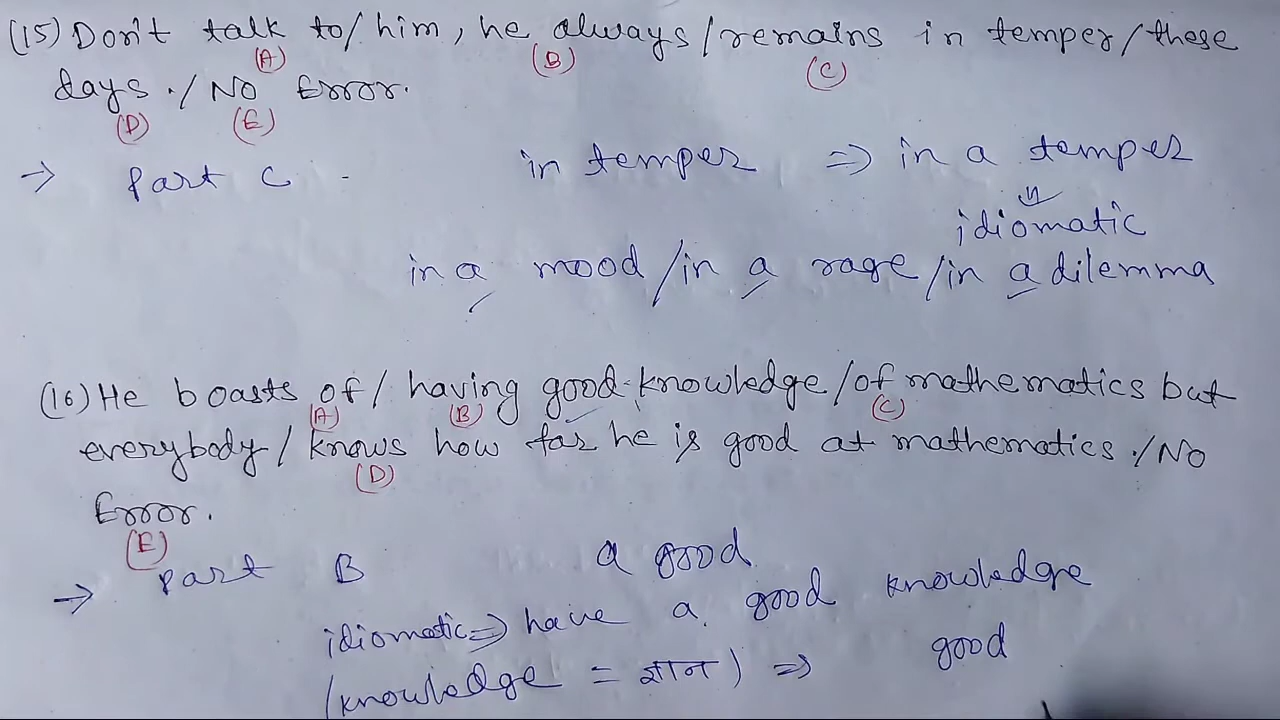 (15) Don't talk to/ him, he always/remains in temper/these
(A) (B) (C)
days./ No Error.
(D) (E)
→ Part C. in temper ⇒ in a temper
idiomatic
in a mood/in a rage/in a dilemma
(16) He boasts of/ having good knowledge/of mathematics but
(A) (B) (C)
everybody/ knows how far he is good at mathematics./No
(D)
Error.
(E)
→ Part B a good
idiomatic ⇒ have a good knowledge
(knowledge = ज्ञान) ⇒ good